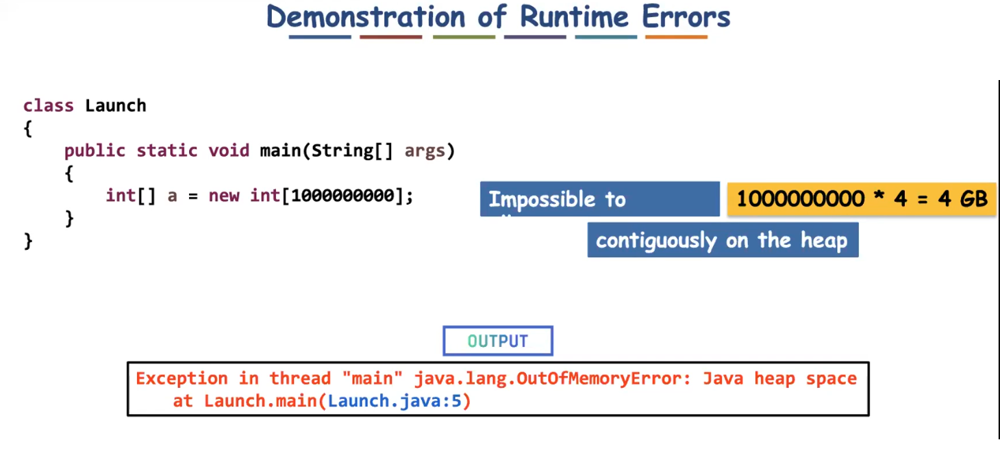 Demonstration of Runtime Errors
class Launch
{
public static void main(String[] args)
{
int[] a = new int[1000000000];
}
}
Impossible to
1000000000 * 4 = 4 GB
contiguously on the heap
OUTPUT
Exception in thread "main" java.lang.OutOfMemoryError: Java heap space
at Launch.main(Launch.java:5)